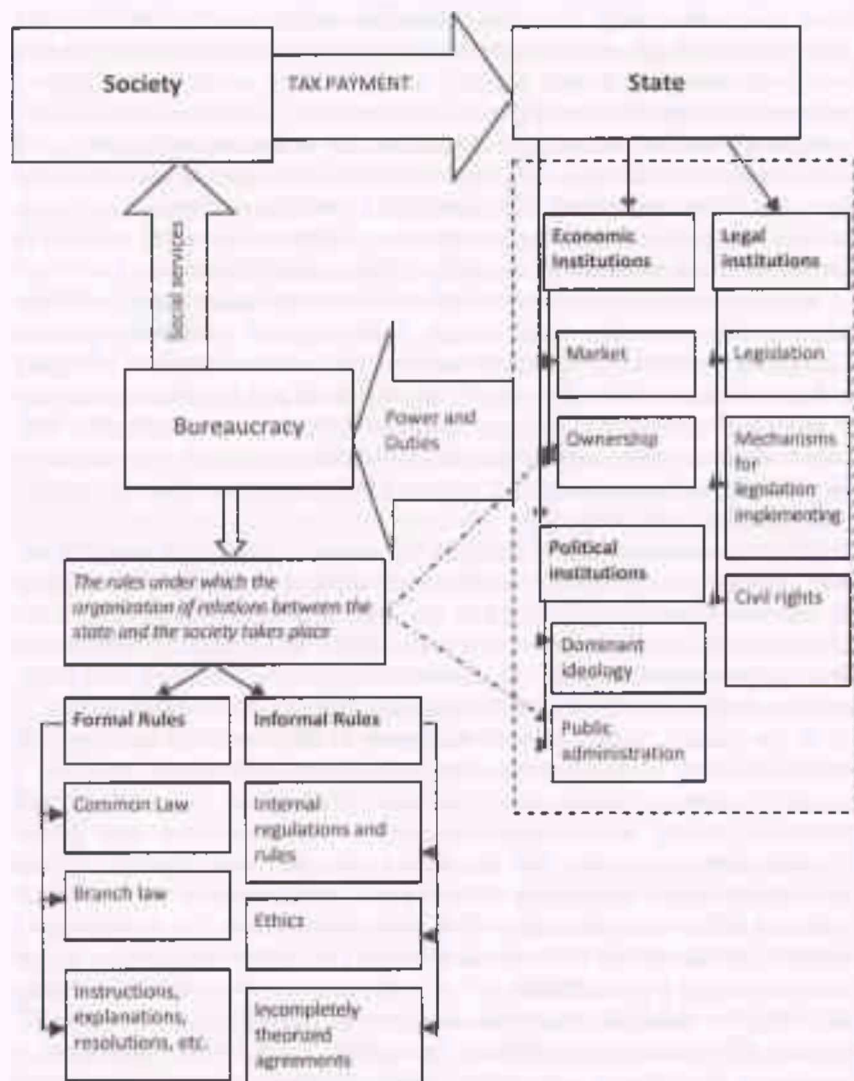 Society
TAX PAYMENT
State
Social services
Economic
Institutions
Legal
institutions
Market
Legislation
Bureaucracy
Power and
Duties
Ownership
Mechanisms
for
legislation
implementing
Political
institutions
Civil rights
The rules under which the
organization of relations between the
state and the society takes place
Dominant
ideology
Public
administration
Formal Rules
Informal Rules
Common Law
Internal
regulations and
rules
Branch law
Ethics
Instructions,
explanations,
resolutions, etc.
Incompletely
theorized
agreements